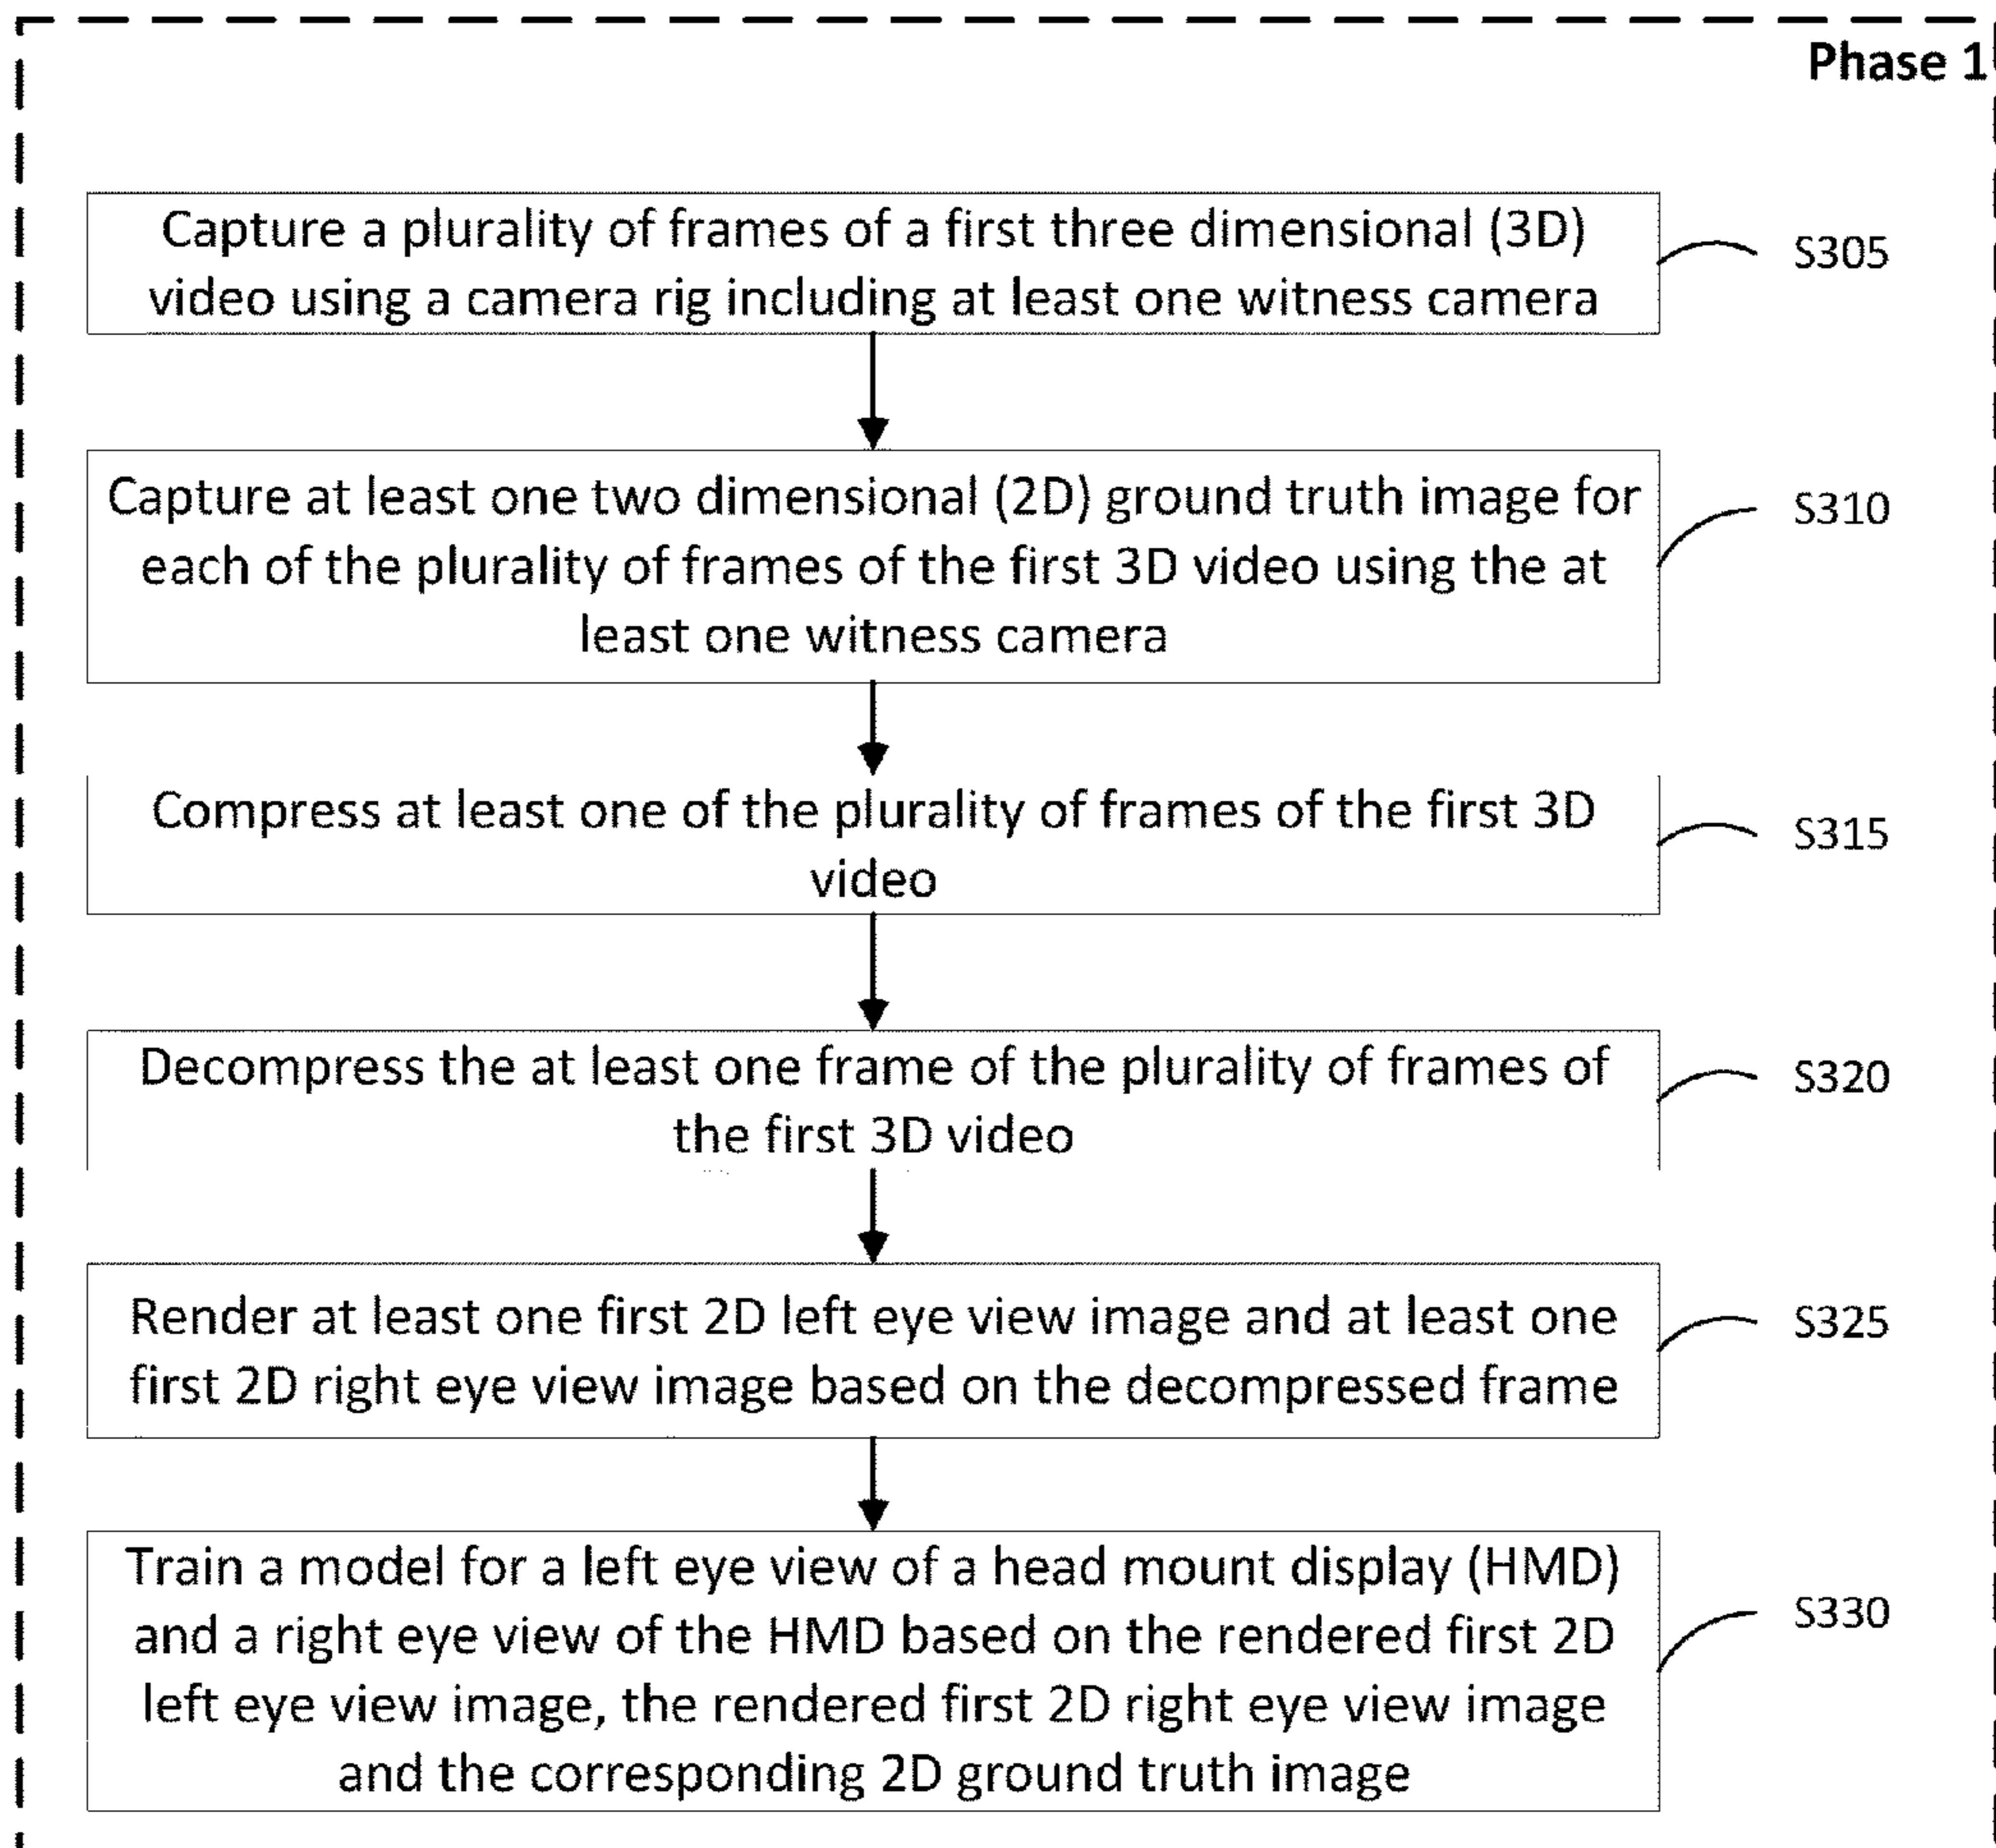 Phase 1
Capture a plurality of frames of a first three dimensional (3D)
video using a camera rig including at least one witness camera
S305
Capture at least one two dimensional (2D) ground truth image for
each of the plurality of frames of the first 3D video using the at
least one witness camera
S310
Compress at least one of the plurality of frames of the first 3D
video
S315
Decompress the at least one frame of the plurality of frames of
the first 3D video
S320
Render at least one first 2D left eye view image and at least one
first 2D right eye view image based on the decompressed frame
S325
Train a model for a left eye view of a head mount display (HMD)
and a right eye view of the HMD based on the rendered first 2D
left eye view image, the rendered first 2D right eye view image
and the corresponding 2D ground truth image
S330